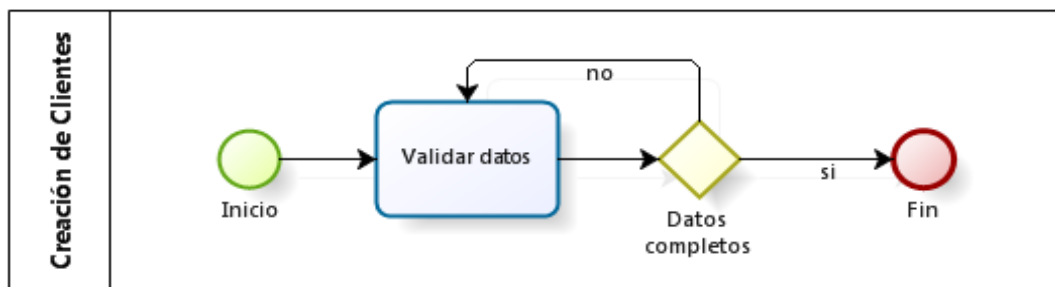 Creación de Clientes
no
Validar datos
si
Inicio
Datos
completos
Fin